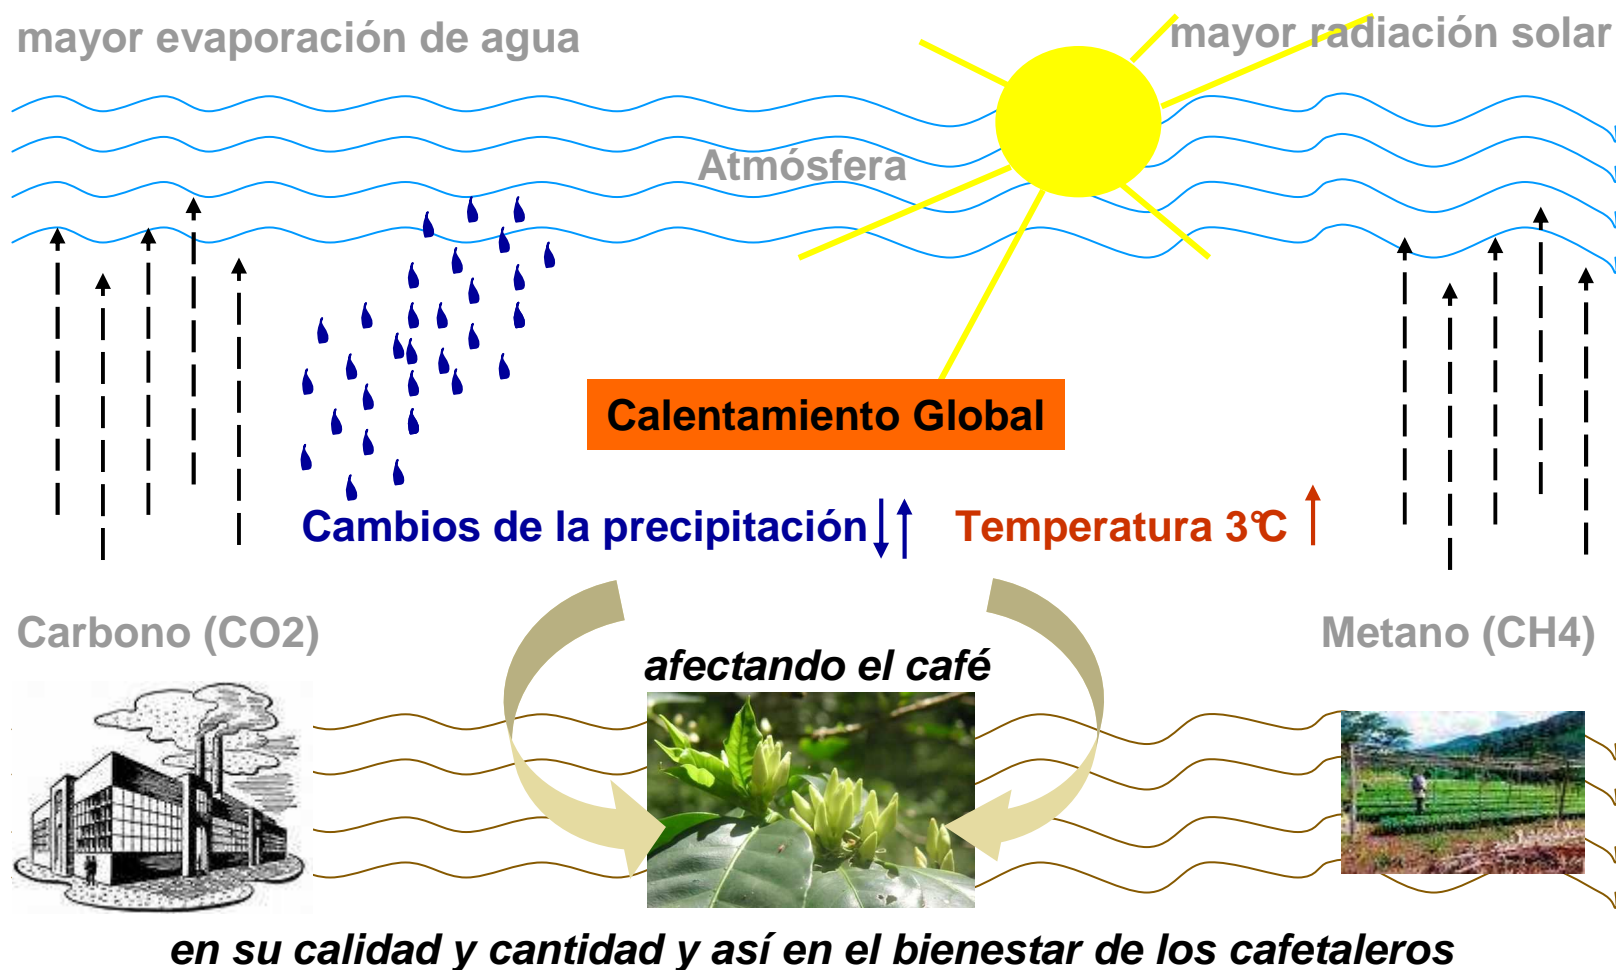 mayor evaporación de agua
mayor radiación solar
Atmósfera
Calentamiento Global
Cambios de la precipitación
Temperatura 3°C
Carbono (CO2)
Metano (CH4)
afectando el café
en su calidad y cantidad y así en el bienestar de los cafetaleros